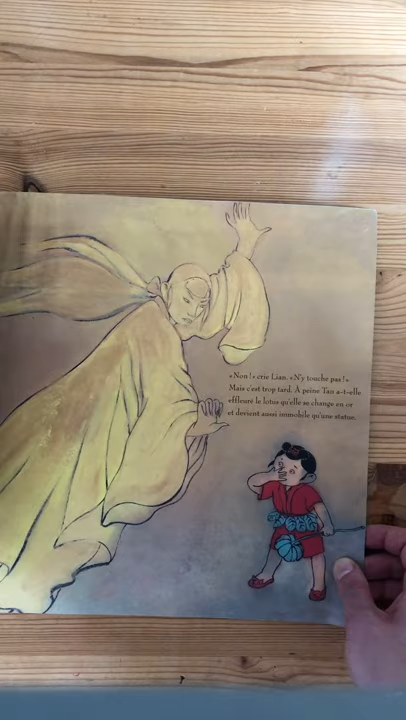 « Non ! » crie Lian. « N'y touche pas ! »
Mais c'est trop tard. À peine Tan a-t-elle
effleuré le lotus qu'elle se change en or
et devient aussi immobile qu'une statue.